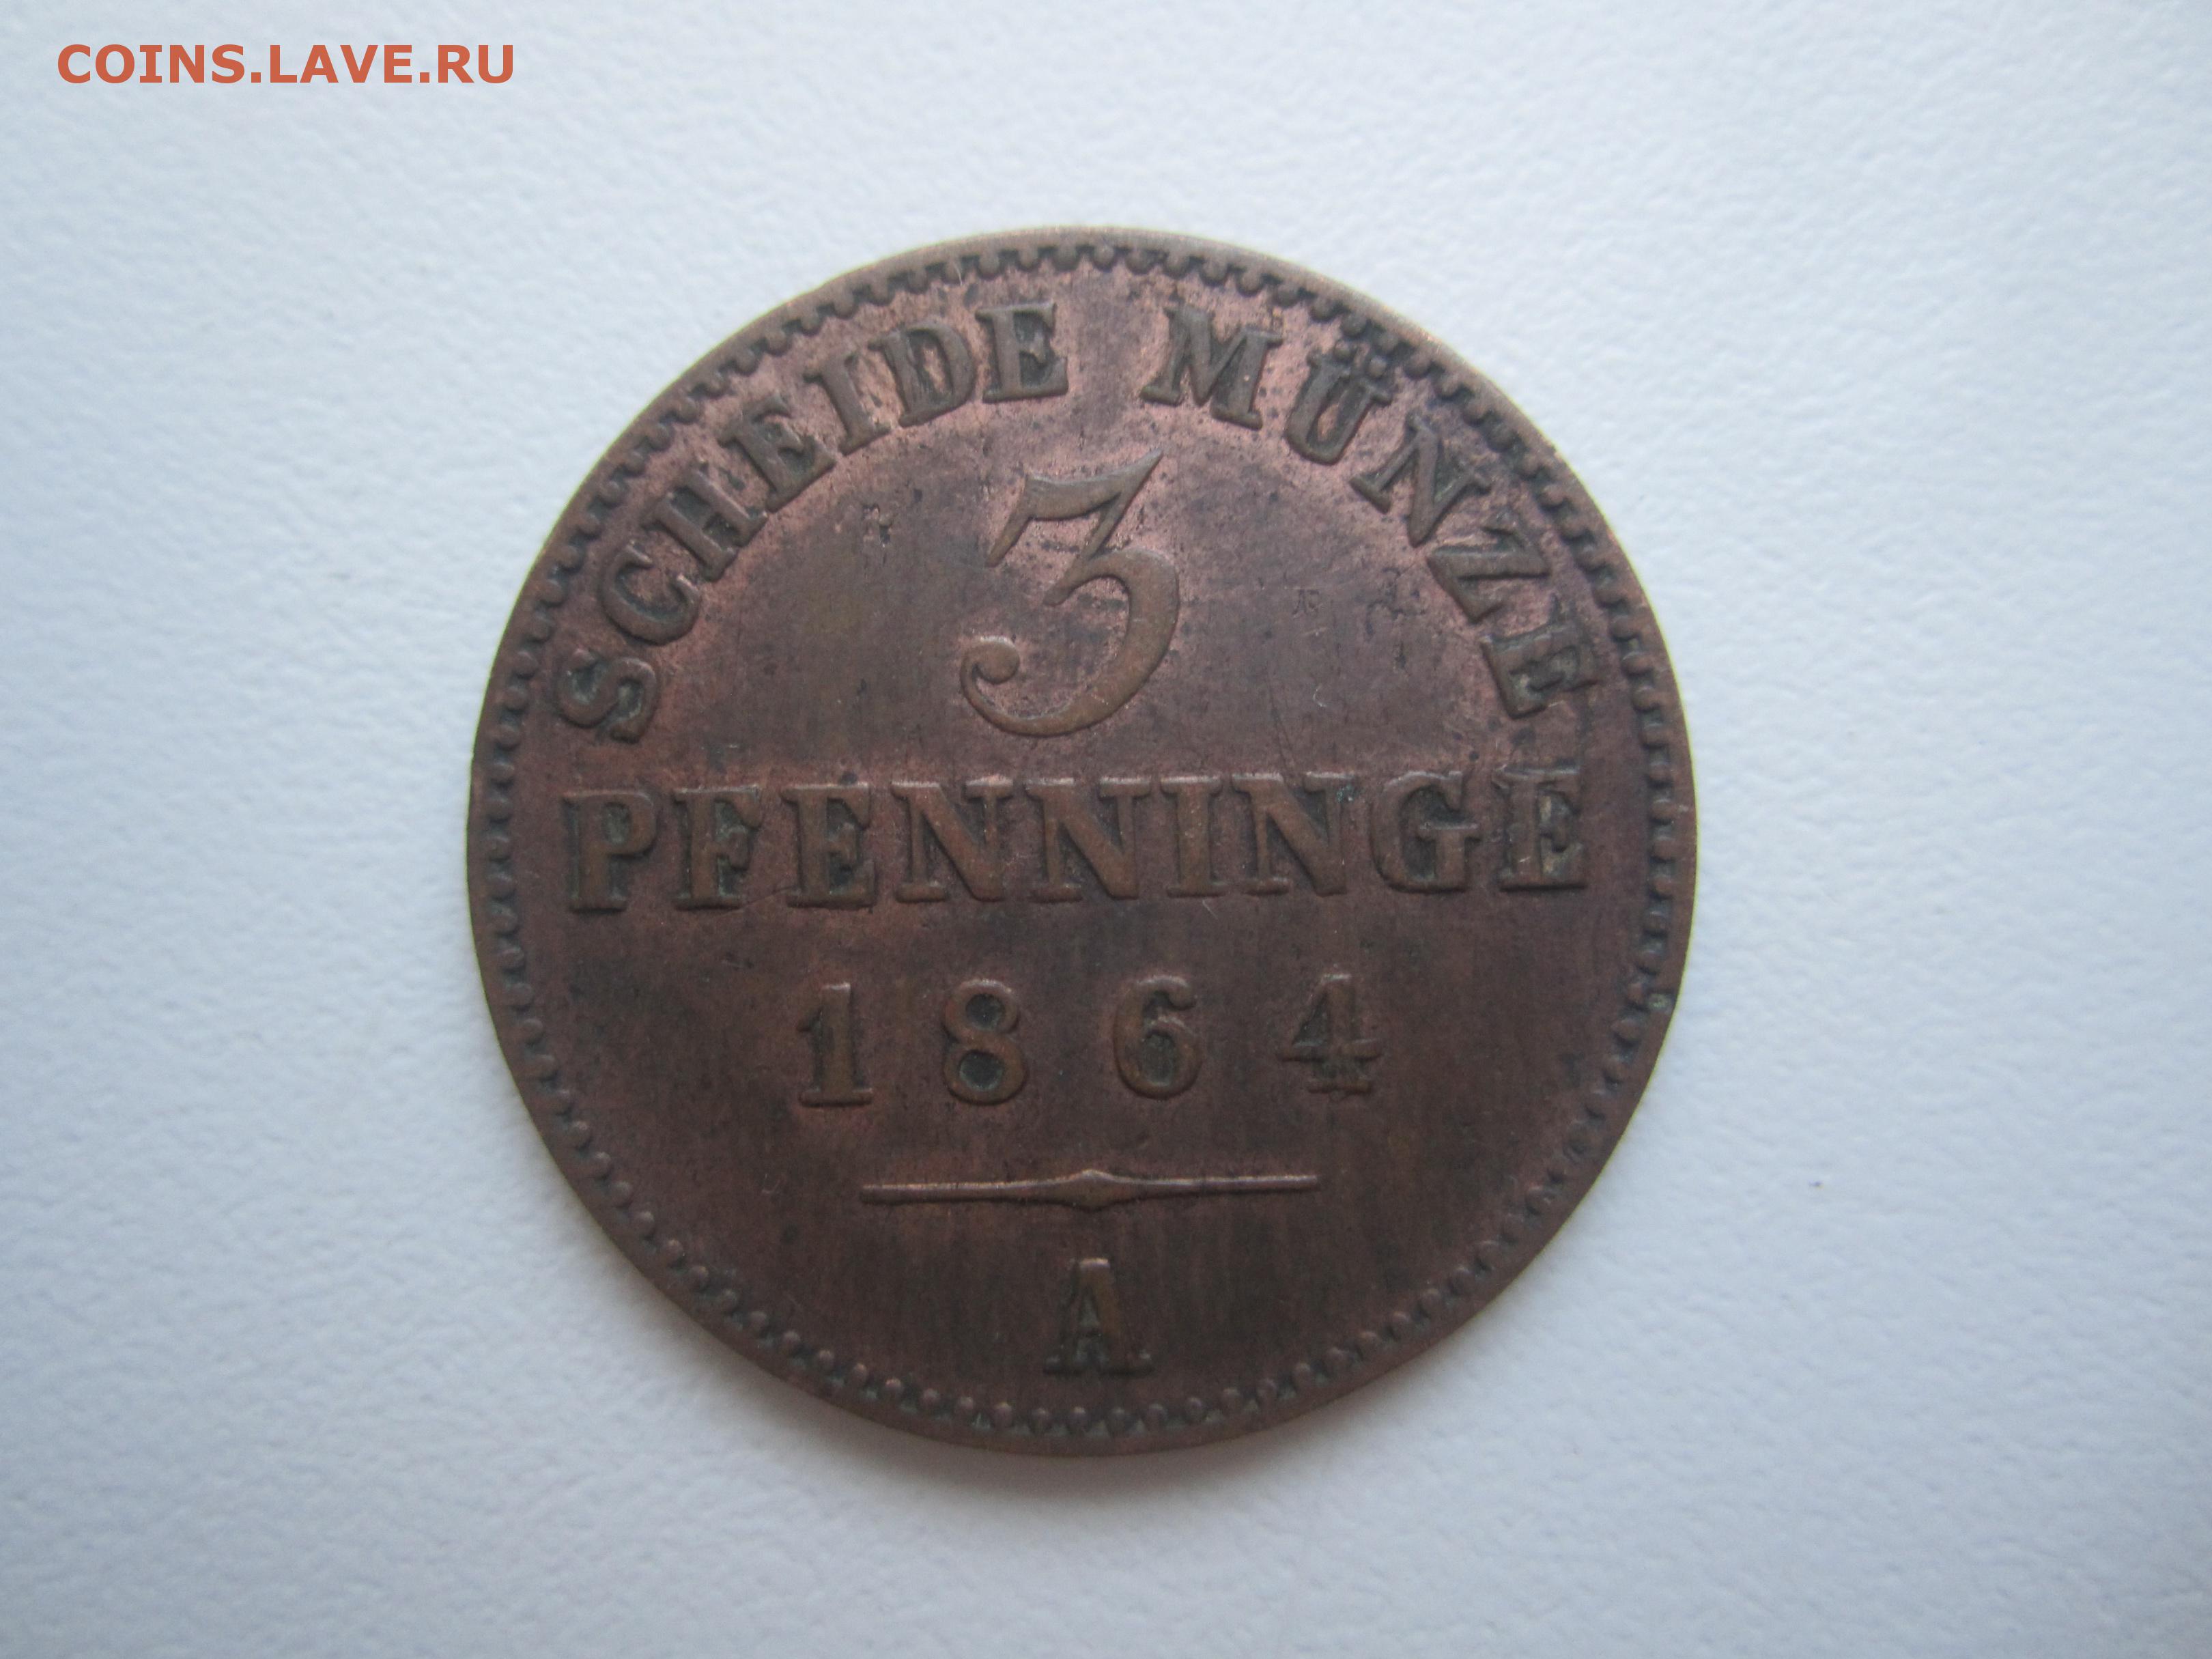 COINS.LAVE.RU
SCHEIDE MÜNZE
3
PFENNINGE
1864
A